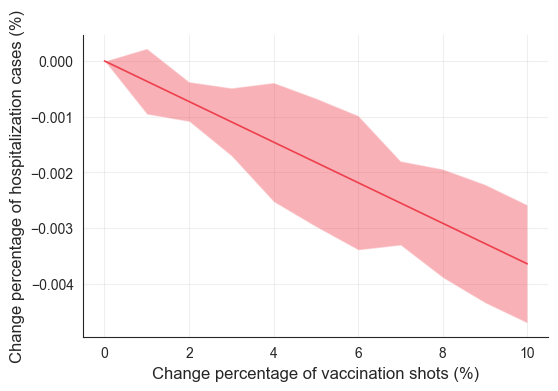 Change percentage of hospitalization cases (%)
0.000
−0.001
−0.002
−0.003
−0.004
0 2 4 6 8 10
Change percentage of vaccination shots (%)